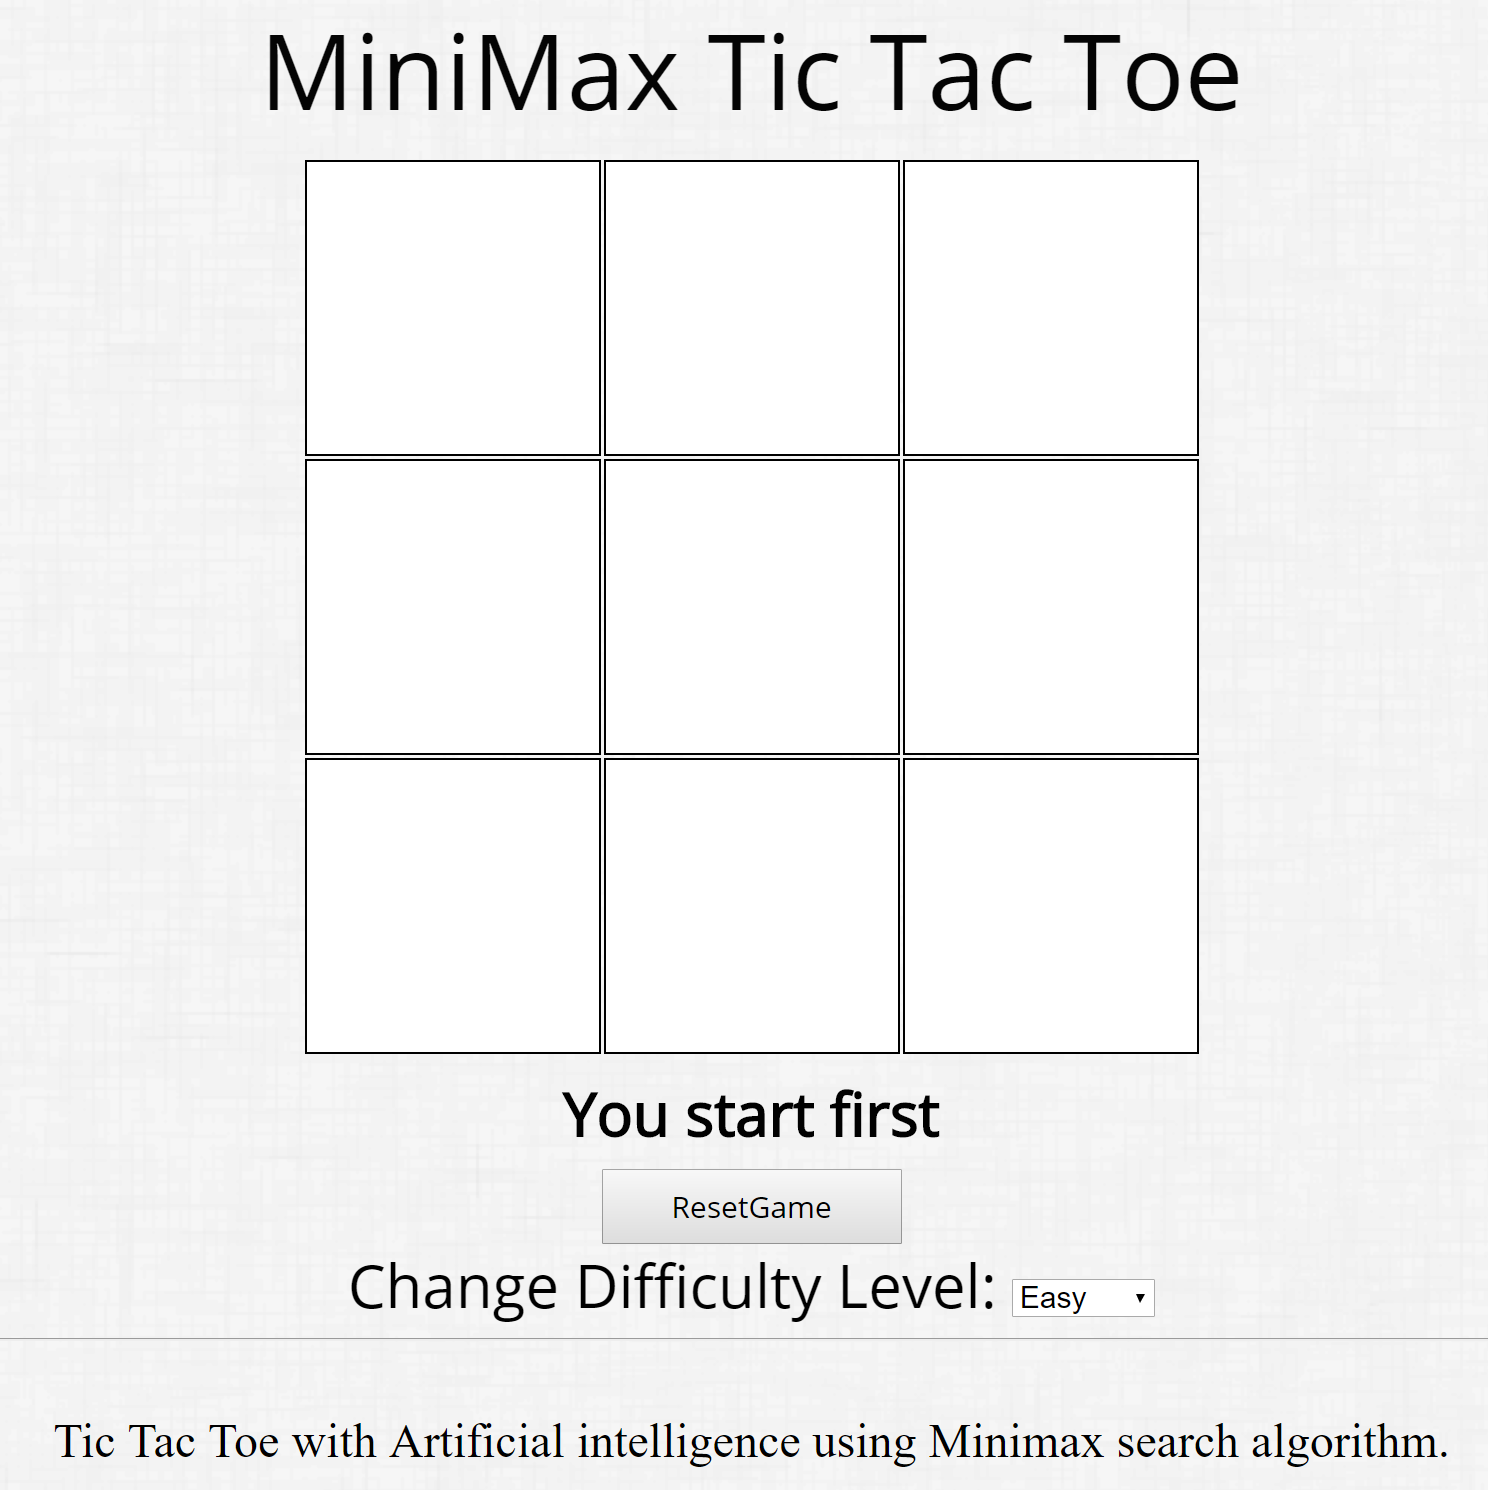 MiniMax Tic Tac Toe
You start first
ResetGame
Change Difficulty Level: Easy
Tic Tac Toe with Artificial intelligence using Minimax search algorithm.